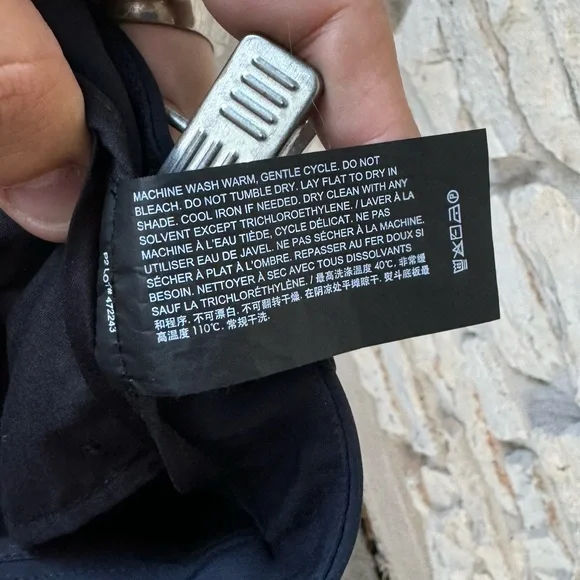 MACHINE WASH WARM, GENTLE CYCLE. DO NOT
BLEACH. DO NOT TUMBLE DRY. LAY FLAT TO DRY IN
SHADE. COOL IRON IF NEEDED. DRY CLEAN WITH ANY
SOLVENT EXCEPT TRICHLOROETHYLENE. / LAVER À LA
MACHINE À L'EAU TIÈDE, CYCLE DÉLICAT. NE PAS
UTILISER EAU DE JAVEL. NE PAS SÉCHER À LA MACHINE.
SÉCHER À PLAT À L'OMBRE. REPASSER AU FER DOUX SI
BESOIN. NETTOYER À SEC AVEC TOUS DISSOLVANTS
SAUF LA TRICHLORÉTHYLÈNE. / 最高洗涤温度 40℃. 非常缓
和程序. 不可漂白. 不可翻转干燥. 在阴凉处平摊晾干. 熨斗底板最
高温度 110℃. 常规干洗.
472243